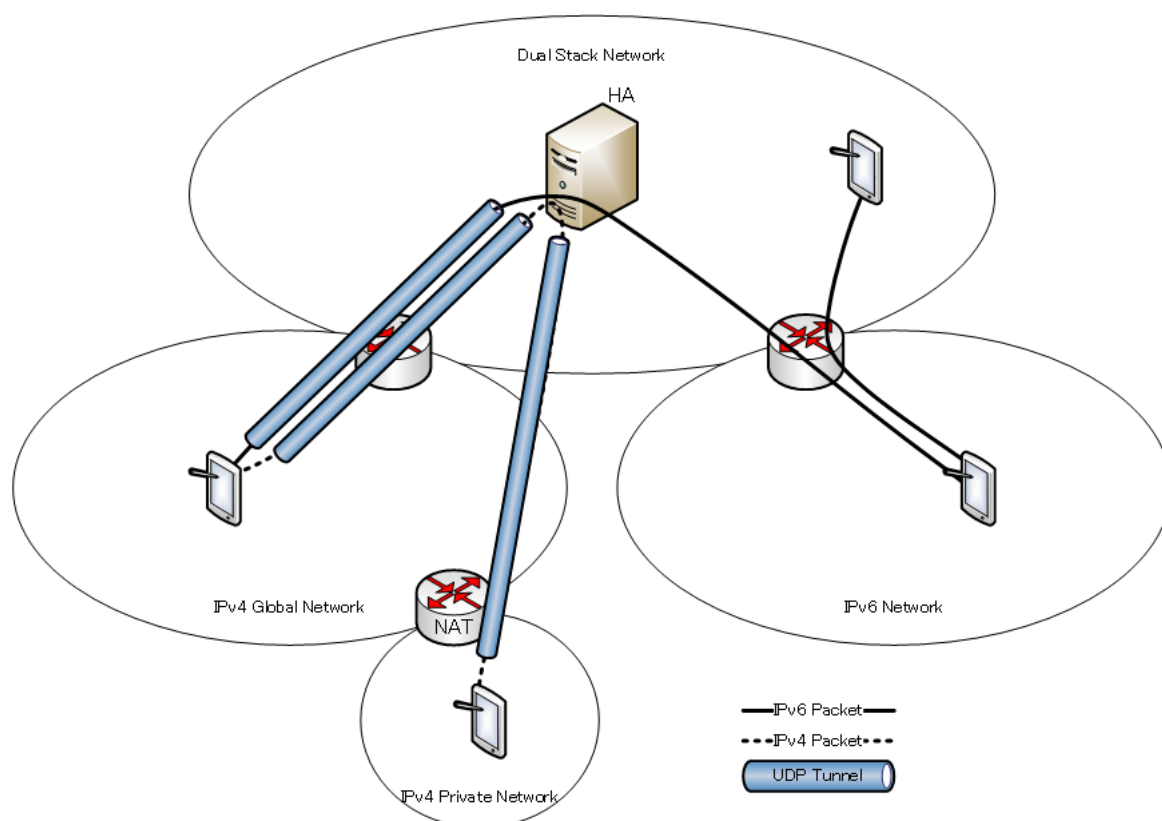 Dual Stack Network
HA
IPv4 Global Network
NAT
IPv6 Network
IPv4 Private Network
IPv6 Packet
IPv4 Packet
UDP Tunnel